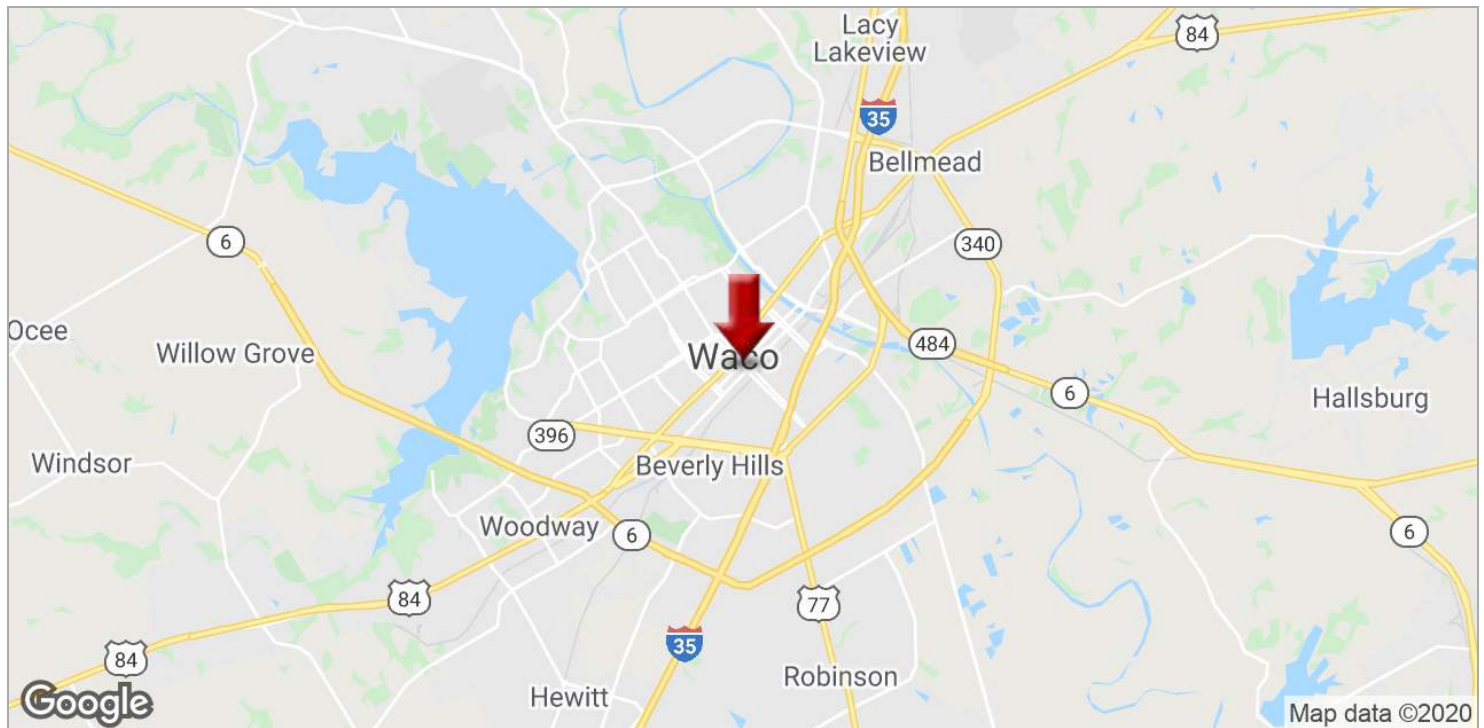 Lacy
Lakeview
84
35
Bellmead
6
340
Ocee
Willow Grove
Waco
484
6
Hallsburg
396
Windsor
Beverly Hills
Woodway
6
6
84
77
35
84
Robinson
Hewitt
Google
Map data ©2020